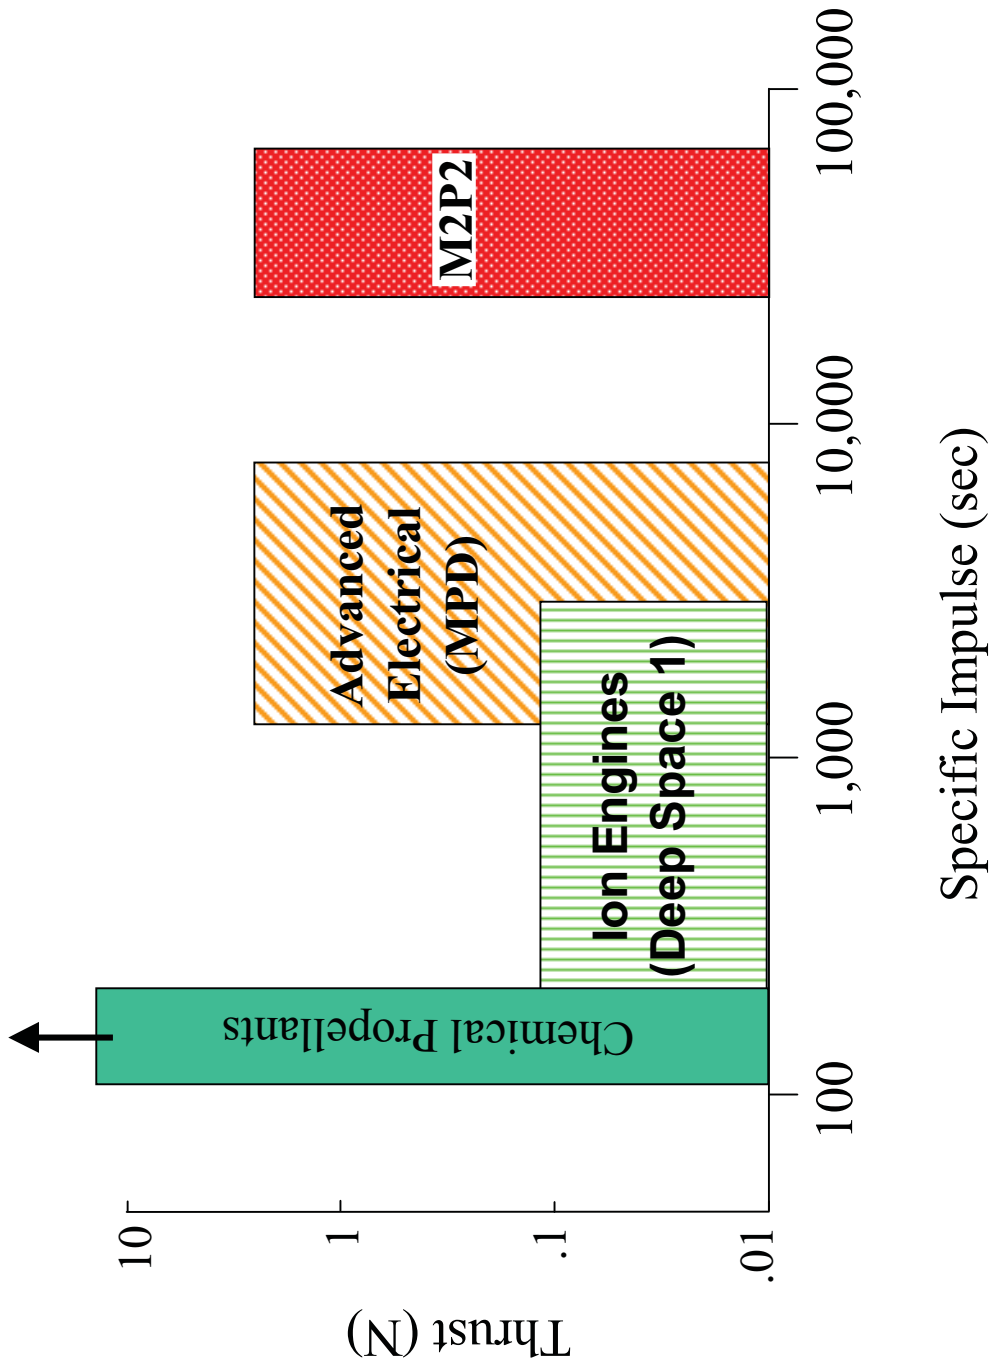 Thrust (N)
10
1
.1
.01
Chemical Propellants
Ion Engines
(Deep Space 1)
Advanced
Electrical
(MPD)
M2P2
100
1,000
10,000
100,000
Specific Impulse (sec)